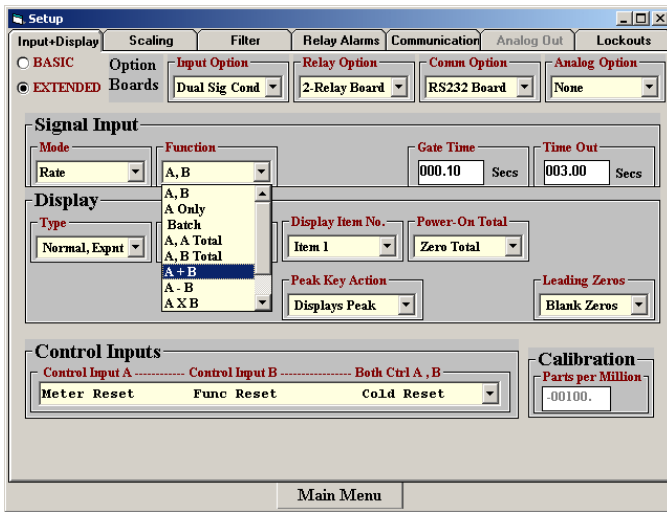 Setup
Input+Display Scaling Filter Relay Alarms Communication Analog Out Lockouts
BASIC
EXTENDED
Option Boards
Input Option Relay Option Comm Option Analog Option
Dual Sig Cond 2-Relay Board RS232 Board None
Signal Input
Mode Function Gate Time Time Out
Rate A, B 000.10 Secs 003.00 Secs
A, B
A Only
Batch
A, A Total
A, B Total
A + B
A - B
A X B
Display
Type Display Item No. Power-On Total
Normal, Expnt Item 1 Zero Total
Peak Key Action Leading Zeros
Displays Peak Blank Zeros
Control Inputs
Control Input A ------------ Control Input B ----------------- Both Ctrl A , B
Meter Reset Func Reset Cold Reset
Calibration
Parts per Million
-00100.
Main Menu